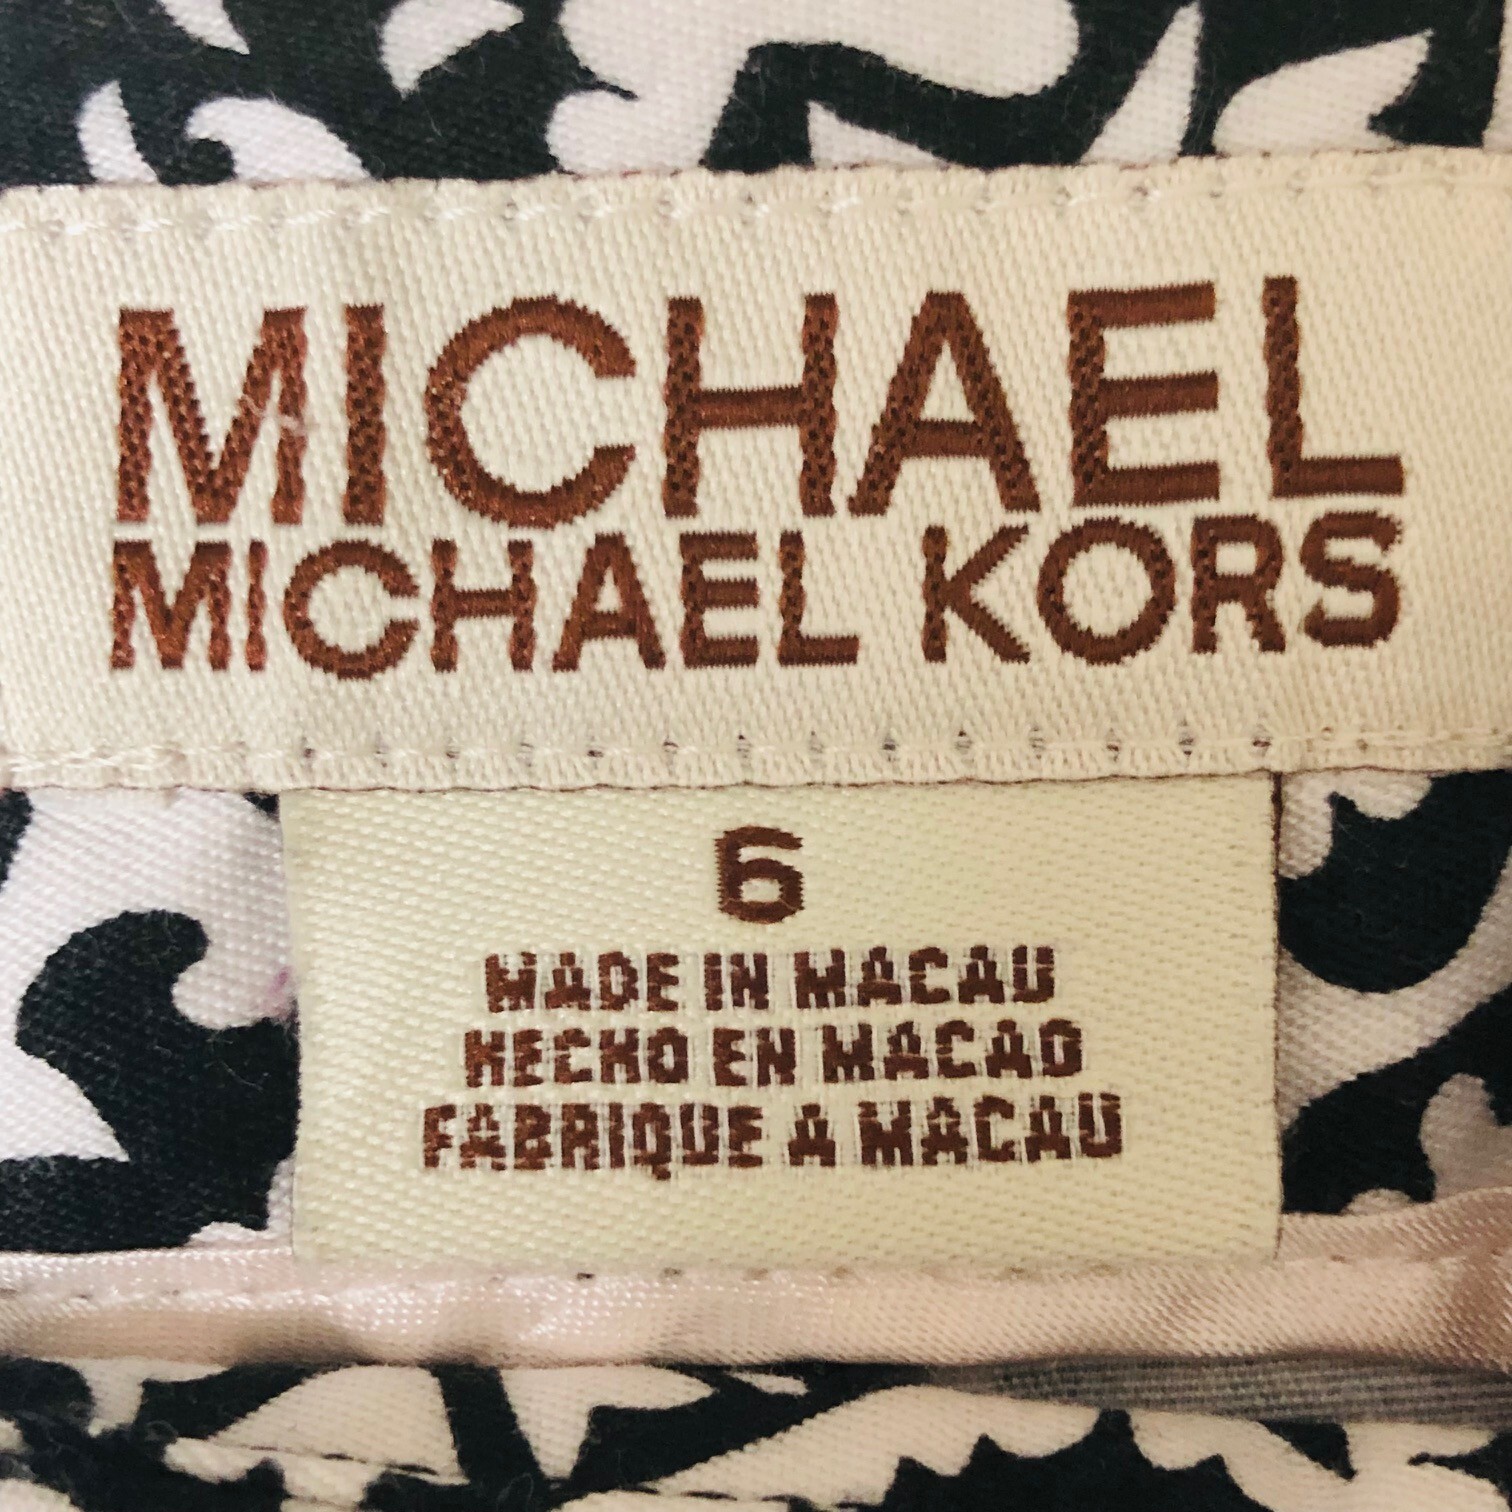 MICHAEL
MICHAEL KORS
6
MADE IN MACAU
HECHO EN MACAO
FABRIQUE A MACAU